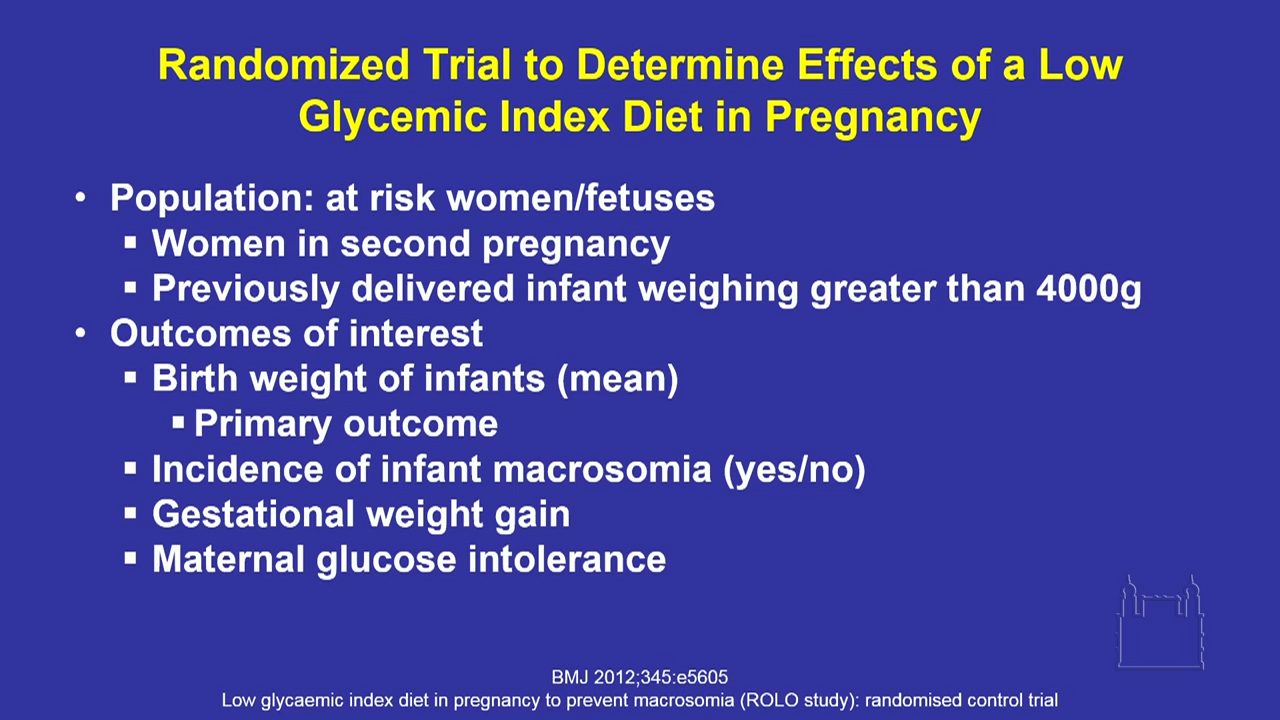 Randomized Trial to Determine Effects of a Low
Glycemic Index Diet in Pregnancy
• Population: at risk women/fetuses
▪ Women in second pregnancy
▪ Previously delivered infant weighing greater than 4000g
• Outcomes of interest
▪ Birth weight of infants (mean)
▪ Primary outcome
▪ Incidence of infant macrosomia (yes/no)
▪ Gestational weight gain
▪ Maternal glucose intolerance
BMJ 2012;345:e5605
Low glycaemic index diet in pregnancy to prevent macrosomia (ROLO study): randomised control trial